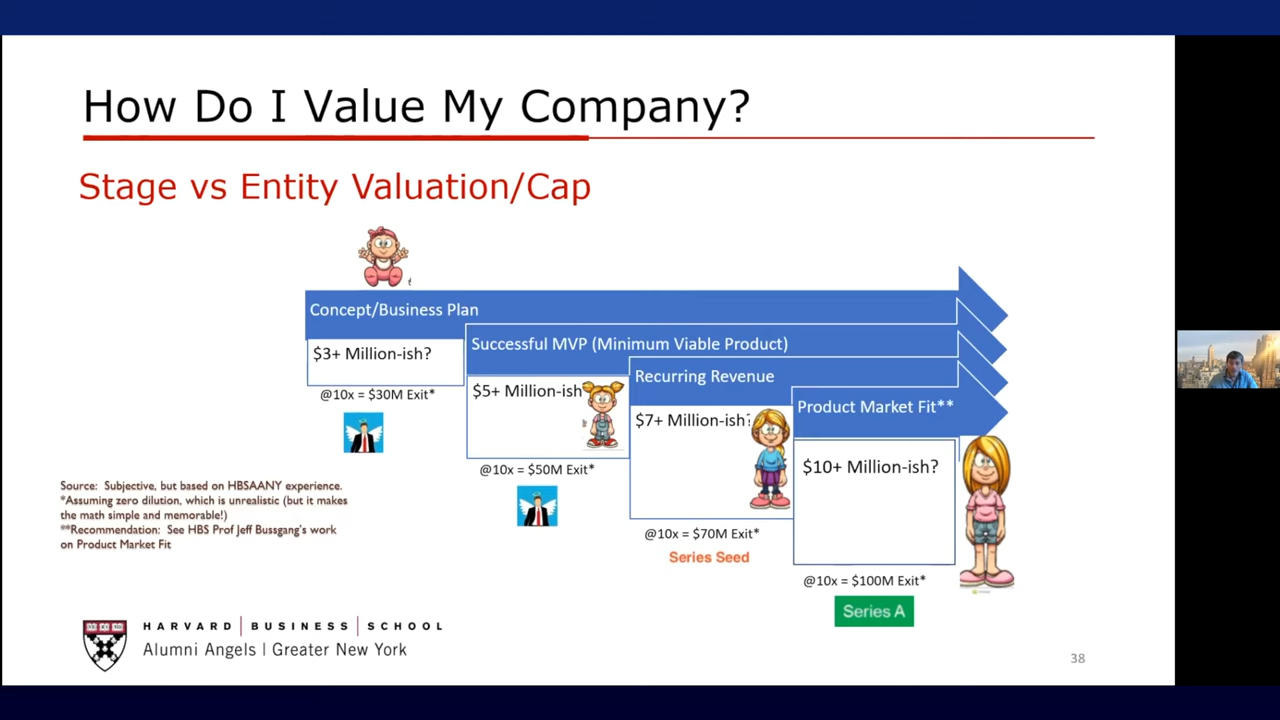 How Do I Value My Company?
Stage vs Entity Valuation/Cap
Concept/Business Plan
$3+ Million-ish?
@10x = $30M Exit*
Successful MVP (Minimum Viable Product)
$5+ Million-ish
@10x = $50M Exit*
Recurring Revenue
$7+ Million-ish?
@10x = $70M Exit*
Series Seed
Product Market Fit**
$10+ Million-ish?
@10x = $100M Exit*
Series A
Source: Subjective, but based on HBSAANY experience.
*Assuming zero dilution, which is unrealistic (but it makes
the math simple and memorable!)
**Recommendation: See HBS Prof Jeff Bussgang's work
on Product Market Fit
HARVARD | BUSINESS | SCHOOL
Alumni Angels | Greater New York
38